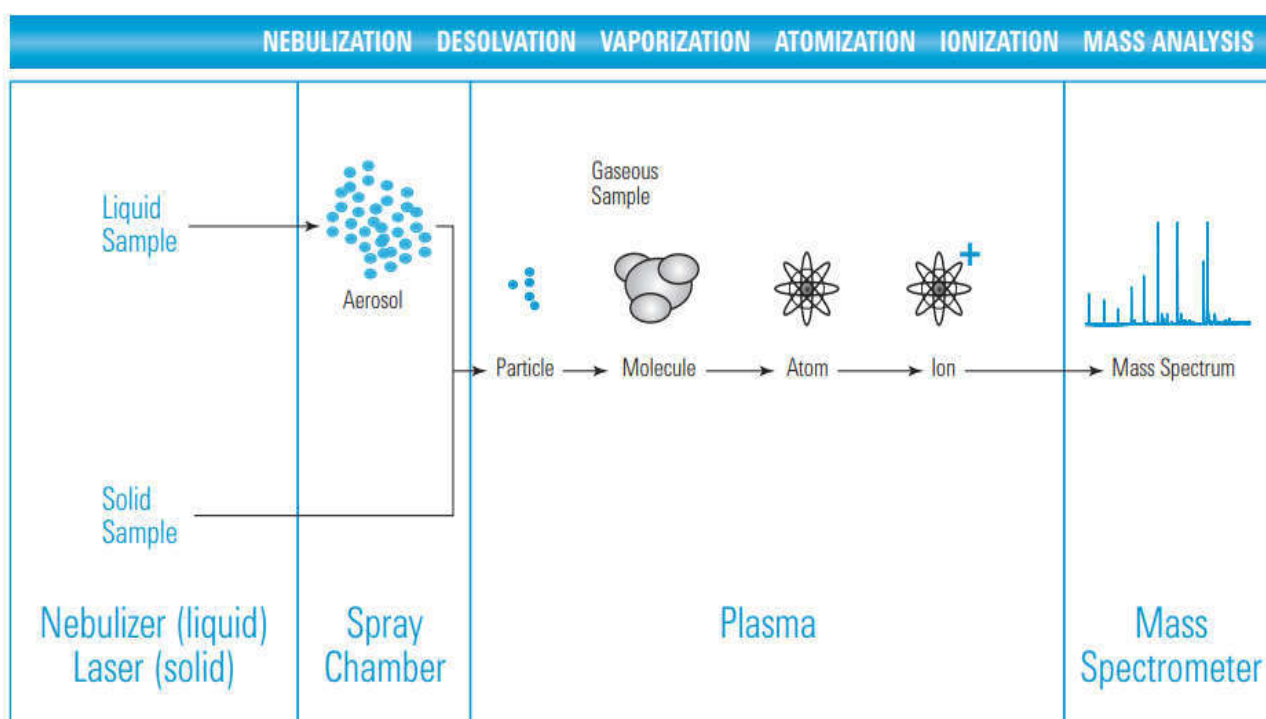 NEBULIZATION DESOLVATION VAPORIZATION ATOMIZATION IONIZATION MASS ANALYSIS
Gaseous
Sample
Liquid
Sample
Aerosol
Particle Molecule Atom Ion Mass Spectrum
Solid
Sample
Nebulizer (liquid)
Laser (solid)
Spray
Chamber
Plasma
Mass
Spectrometer